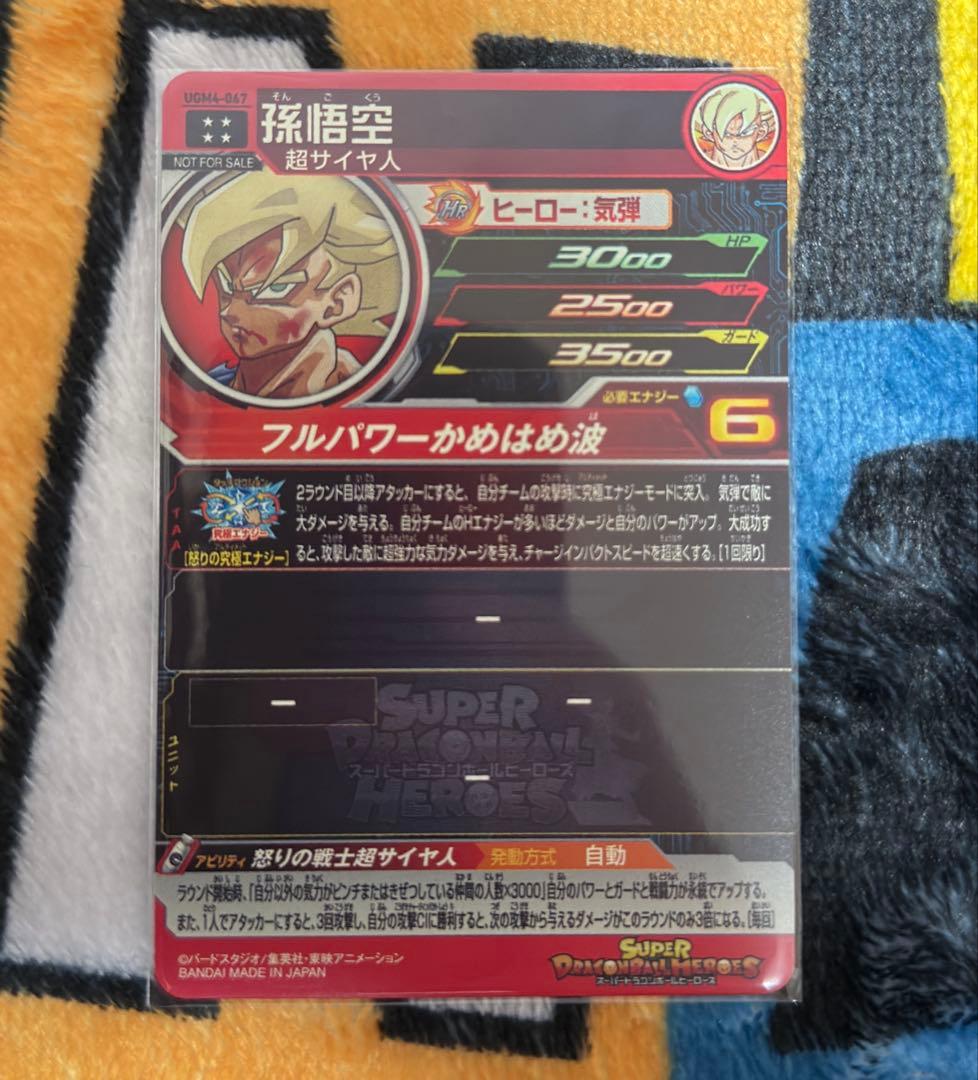 UGM4-067
そん ご くう
孫悟空
超サイヤ人
NOT FOR SALE
HR ヒーロー:気弾
HP
3000
パワー
2500
ガード
3500
必要エナジー 6
は
フルパワーかめはめ波
TAA
究極エナジー
[怒りの究極エナジー]
2ラウンド目以降アタッカーにすると、自分チームの攻撃時に究極エナジーモードに突入。気弾で敵に
大ダメージを与える。自分チームのHエナジーが多いほどダメージと自分のパワーがアップ。大成功す
ると、攻撃した敵に超強力な気力ダメージを与え、チャージインパクトスピードを超速くする。[1回限り]
ー
ー ー
ユニット
ー
SUPER
DRAGONBALL
スーパードラゴンボールヒーローズ
HEROES
アビリティ 怒りの戦士超サイヤ人 発動方式 自動
ラウンド開始時、「自分以外の気力がピンチまたはきぜつしている仲間の人数×3000」自分のパワーとガードと戦闘力が永続でアップする。
また、1人でアタッカーにすると、3回攻撃し、自分の攻撃CIに勝利すると、次の攻撃から与えるダメージがこのラウンドのみ3倍になる。[毎回]
©バードスタジオ/集英社・東映アニメーション
BANDAI MADE IN JAPAN
SUPER
DRAGONBALL HEROES
スーパードラゴンボールヒーローズ